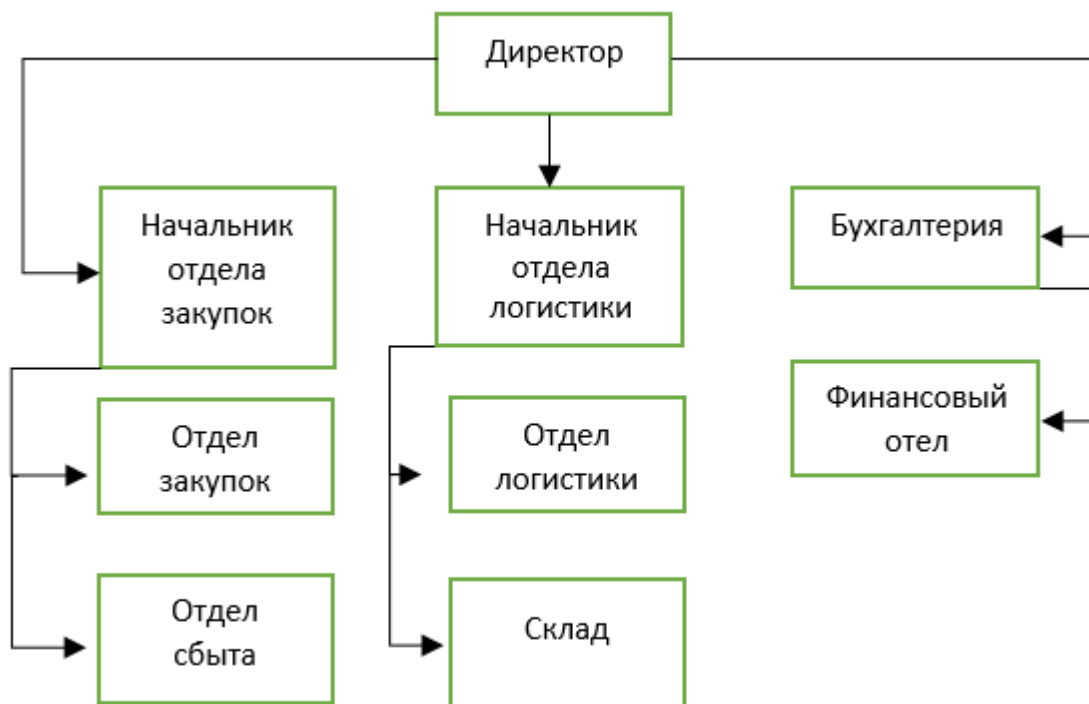 Директор
Начальник
отдела
закупок
Начальник
отдела
логистики
Бухгалтерия
Отдел
закупок
Отдел
логистики
Финансовый
отел
Отдел
сбыта
Склад